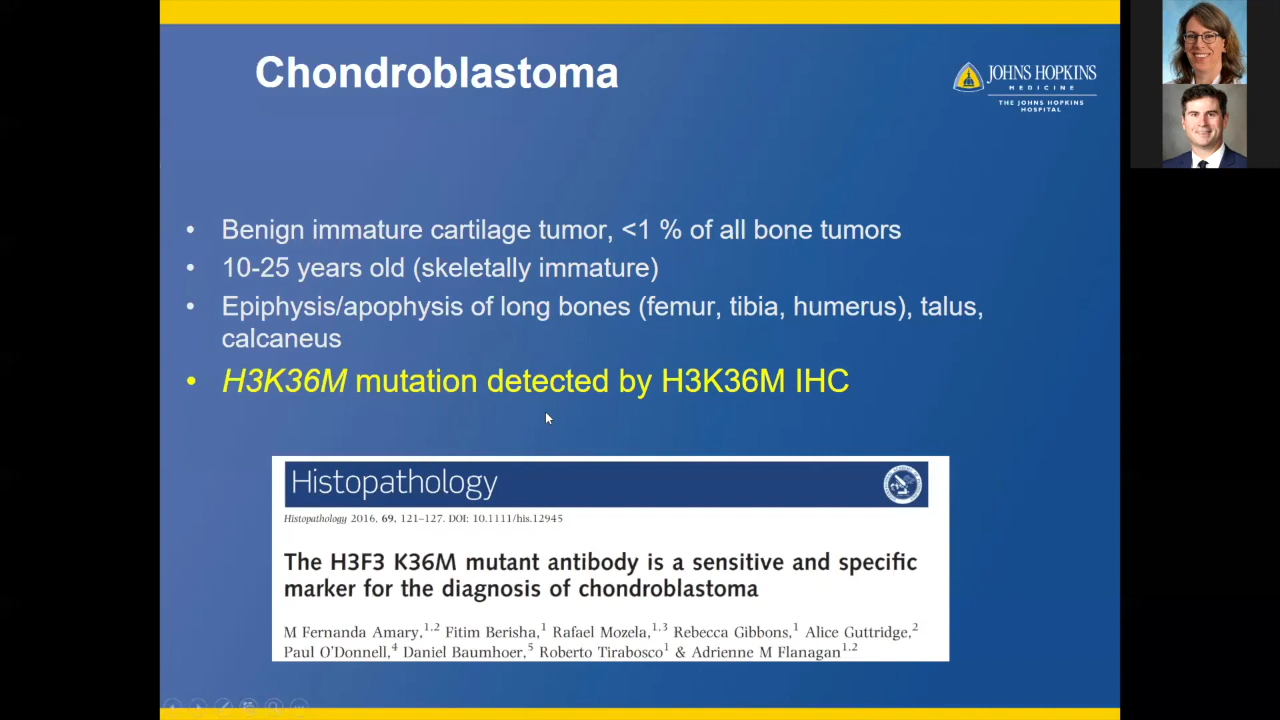 Chondroblastoma
JOHNS HOPKINS
MEDICINE
THE JOHNS HOPKINS
HOSPITAL
• Benign immature cartilage tumor, <1 % of all bone tumors
• 10-25 years old (skeletally immature)
• Epiphysis/apophysis of long bones (femur, tibia, humerus), talus,
calcaneus
• H3K36M mutation detected by H3K36M IHC
Histopathology
Histopathology 2016, 69, 121–127. DOI: 10.1111/his.12945
The H3F3 K36M mutant antibody is a sensitive and specific
marker for the diagnosis of chondroblastoma
M Fernanda Amary,1,2 Fitim Berisha,1 Rafael Mozela,1,3 Rebecca Gibbons,1 Alice Guttridge,2
Paul O'Donnell,4 Daniel Baumhoer,5 Roberto Tirabosco1 & Adrienne M Flanagan1,2